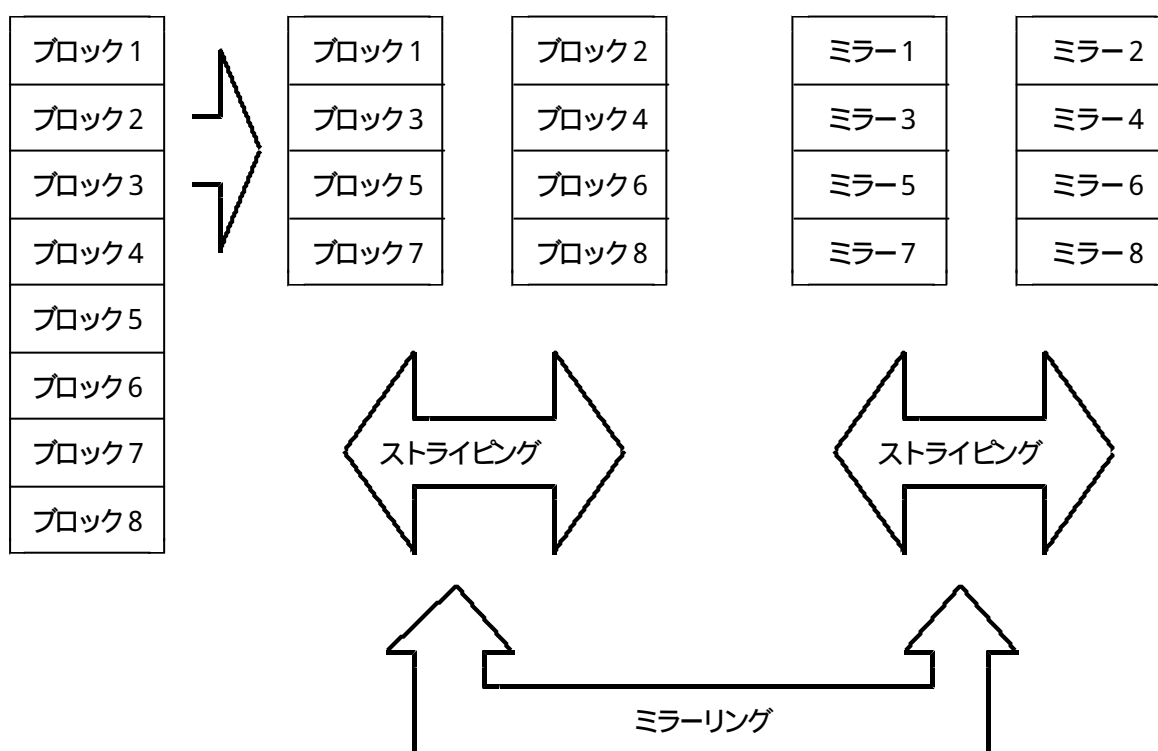 ブロック1
ブロック2
ブロック3
ブロック4
ブロック5
ブロック6
ブロック7
ブロック8
ブロック1
ブロック3
ブロック5
ブロック7
ブロック2
ブロック4
ブロック6
ブロック8
ミラー1
ミラー3
ミラー5
ミラー7
ミラー2
ミラー4
ミラー6
ミラー8
ストライピング
ストライピング
ミラーリング